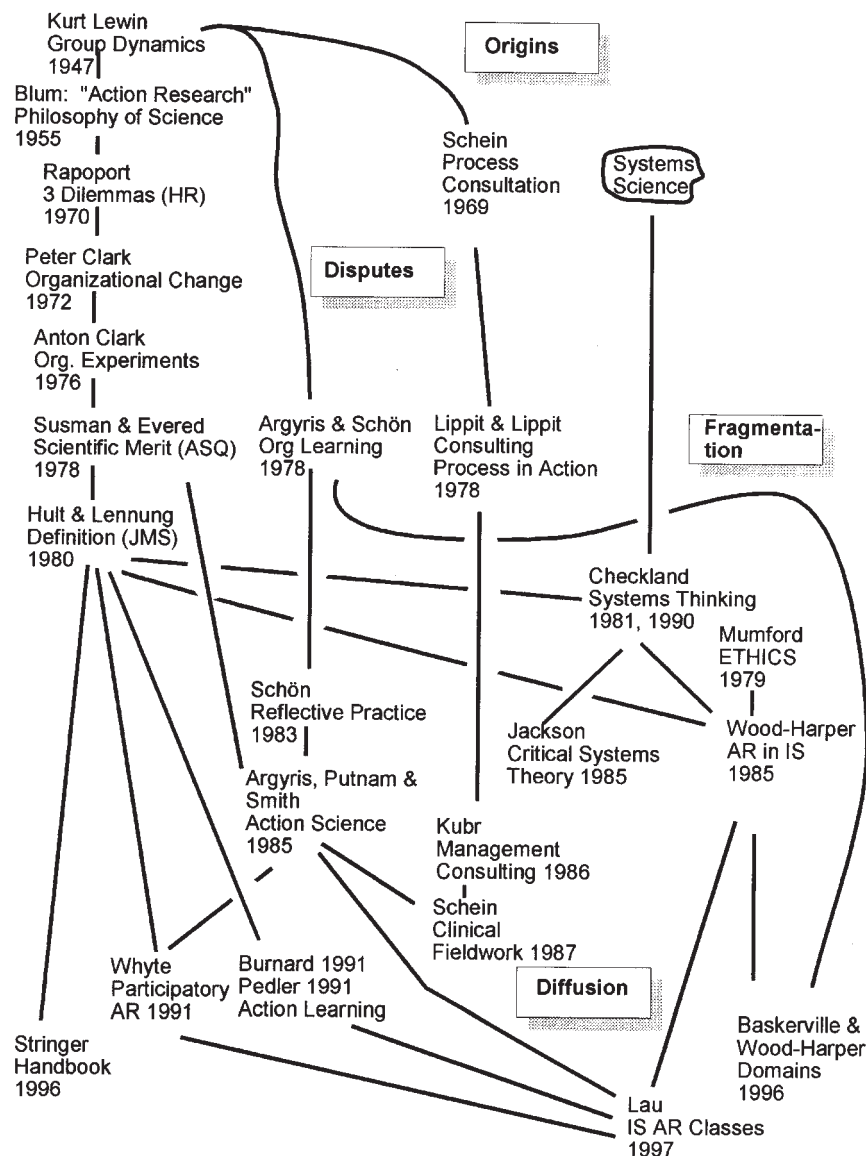 Kurt Lewin
Group Dynamics
1947
Origins
Blum: "Action Research"
Philosophy of Science
1955
Schein
Process
Consultation
1969
Systems
Science
Rapoport
3 Dilemmas (HR)
1970
Peter Clark
Organizational Change
1972
Disputes
Anton Clark
Org. Experiments
1976
Susman & Evered
Scientific Merit (ASQ)
1978
Argyris & Schön
Org Learning
1978
Lippit & Lippit
Consulting
Process in Action
1978
Fragmenta-
tion
Hult & Lennung
Definition (JMS)
1980
Checkland
Systems Thinking
1981, 1990
Mumford
ETHICS
1979
Schön
Reflective Practice
1983
Jackson
Critical Systems
Theory 1985
Wood-Harper
AR in IS
1985
Argyris, Putnam &
Smith
Action Science
1985
Kubr
Management
Consulting 1986
Schein
Clinical
Fieldwork 1987
Whyte
Participatory
AR 1991
Burnard 1991
Pedler 1991
Action Learning
Diffusion
Stringer
Handbook
1996
Baskerville &
Wood-Harper
Domains
1996
Lau
IS AR Classes
1997